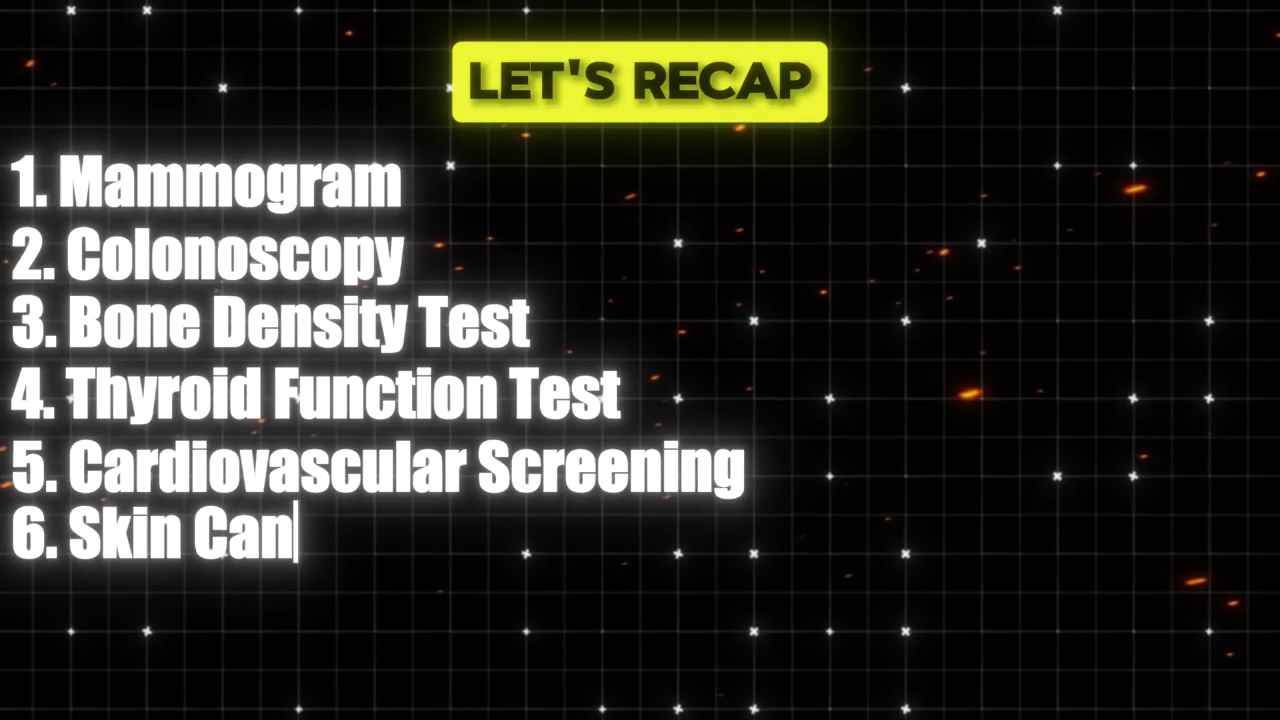 LET'S RECAP
1. Mammogram
2. Colonoscopy
3. Bone Density Test
4. Thyroid Function Test
5. Cardiovascular Screening
6. Skin Can